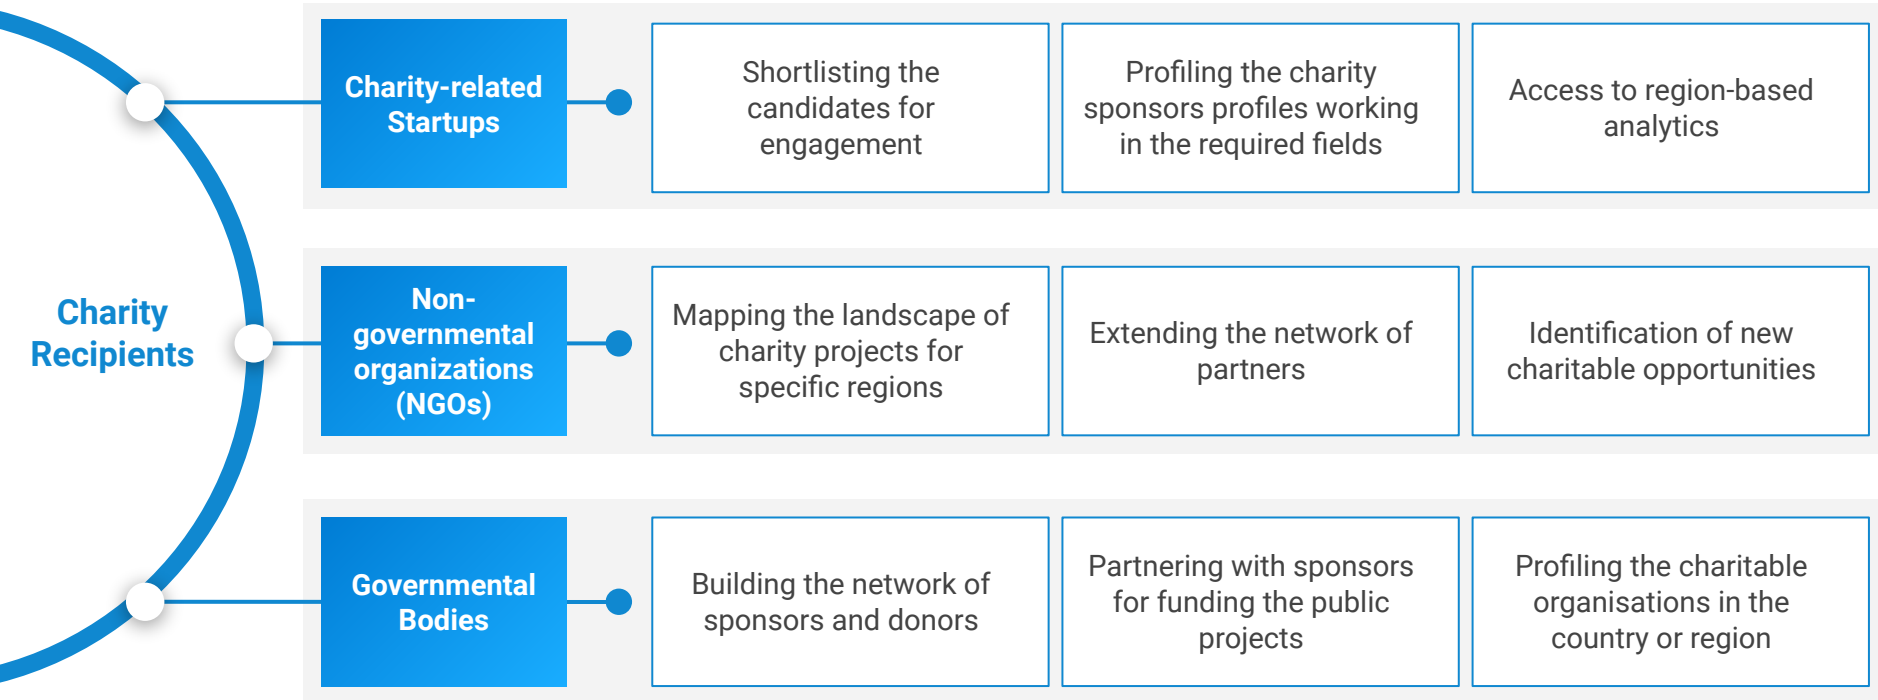 Charity
Recipients
Charity-related
Startups
Shortlisting the
candidates for
engagement
Profiling the charity
sponsors profiles working
in the required fields
Access to region-based
analytics
Non-
governmental
organizations
(NGOs)
Mapping the landscape of
charity projects for
specific regions
Extending the network of
partners
Identification of new
charitable opportunities
Governmental
Bodies
Building the network of
sponsors and donors
Partnering with sponsors
for funding the public
projects
Profiling the charitable
organisations in the
country or region